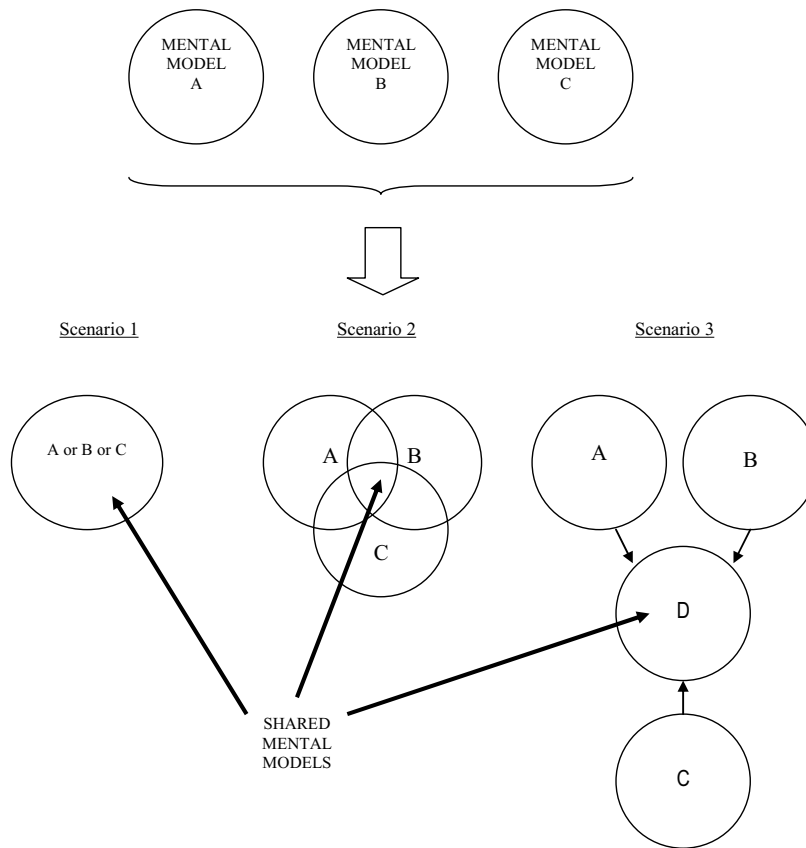 MENTAL
MODEL
A
MENTAL
MODEL
B
MENTAL
MODEL
C
Scenario 1
Scenario 2
Scenario 3
A or B or C
A
B
C
A
B
D
C
SHARED
MENTAL
MODELS